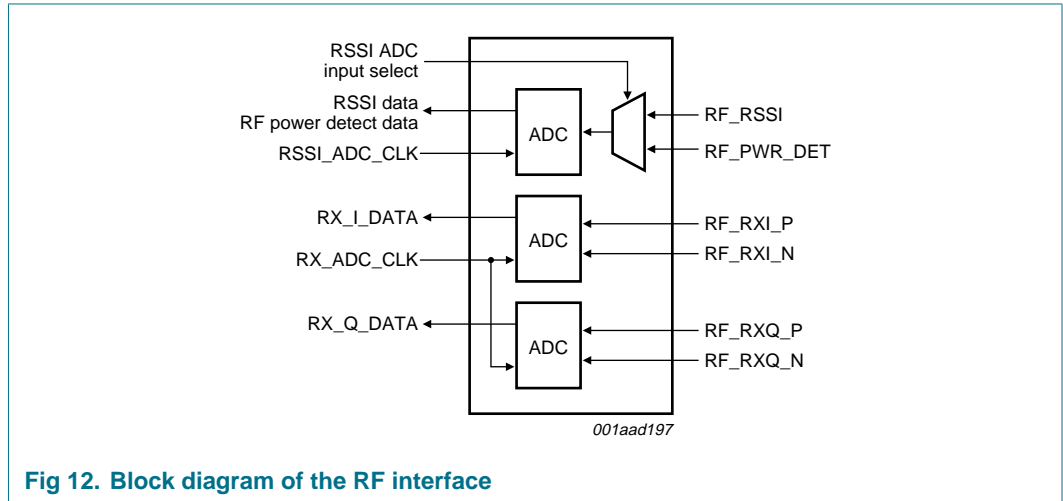 RSSI ADC
input select
RSSI data
RF power detect data
RSSI_ADC_CLK
ADC
RF_RSSI
RF_PWR_DET
RX_I_DATA
RX_ADC_CLK
ADC
RF_RXI_P
RF_RXI_N
RX_Q_DATA
ADC
RF_RXQ_P
RF_RXQ_N
001aad197
Fig 12. Block diagram of the RF interface